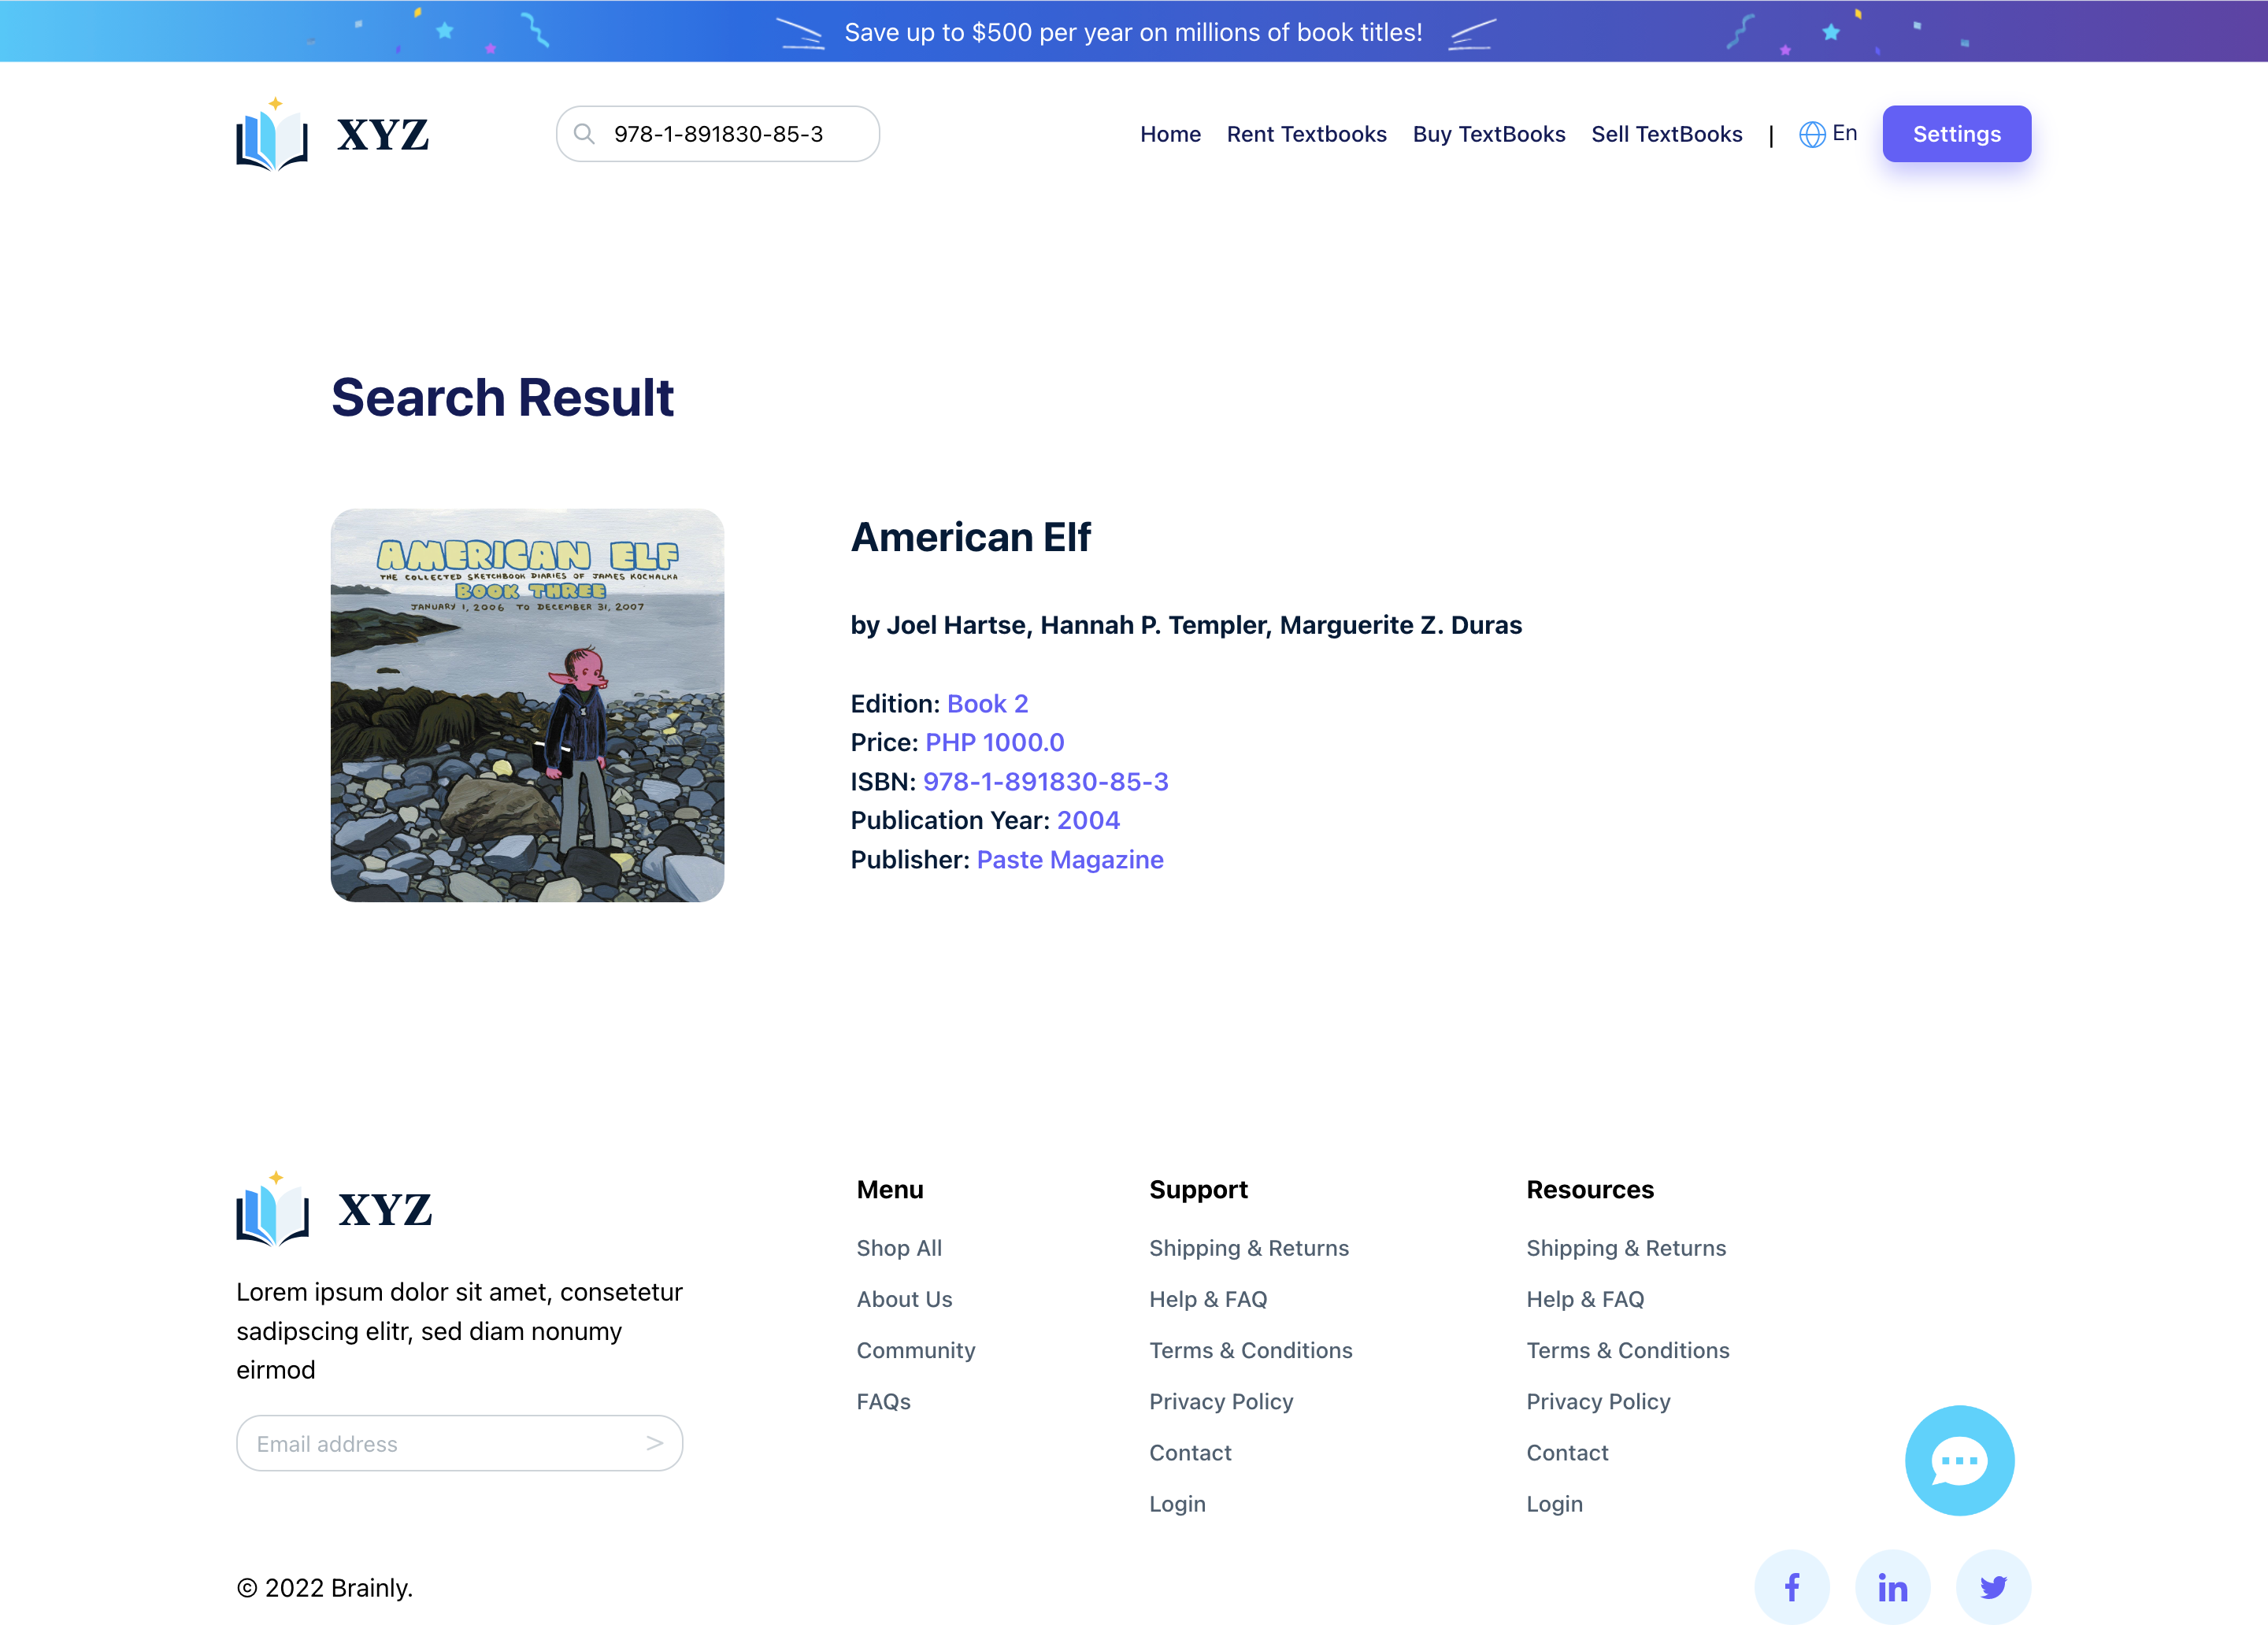 Save up to $500 per year on millions of book titles!
XYZ
978-1-891830-85-3
Home Rent Textbooks Buy TextBooks Sell TextBooks | En Settings
Search Result
AMERICAN ELF
THE COLLECTED SKETCHBOOK DIARIES OF JAMES KOCHALKA
BOOK THREE
JANUARY 1, 2006 TO DECEMBER 31, 2007
American Elf
by Joel Hartse, Hannah P. Templer, Marguerite Z. Duras
Edition: Book 2
Price: PHP 1000.0
ISBN: 978-1-891830-85-3
Publication Year: 2004
Publisher: Paste Magazine
XYZ
Lorem ipsum dolor sit amet, consetetur
sadipscing elitr, sed diam nonumy
eirmod
Email address >
Menu
Shop All
About Us
Community
FAQs
Support
Shipping & Returns
Help & FAQ
Terms & Conditions
Privacy Policy
Contact
Login
Resources
Shipping & Returns
Help & FAQ
Terms & Conditions
Privacy Policy
Contact
Login
© 2022 Brainly.